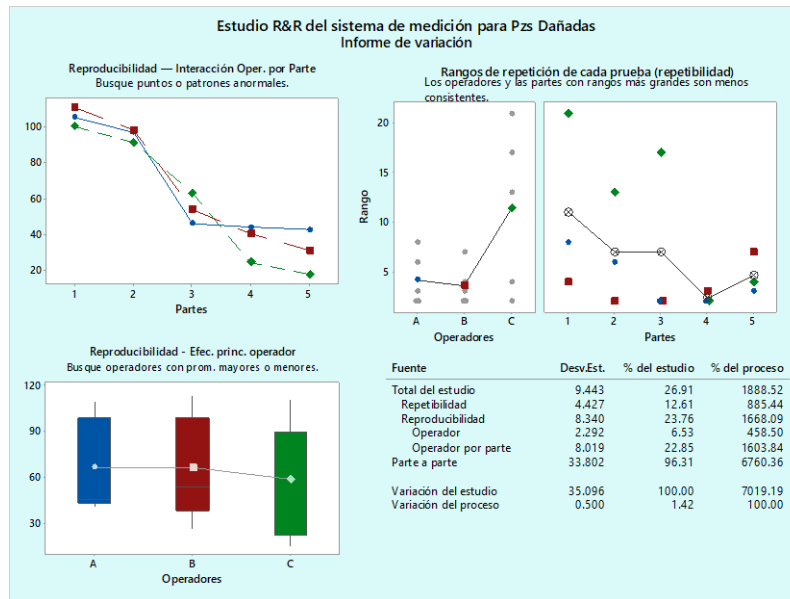 Estudio R&R del sistema de medición para Pzs Dañadas
Informe de variación
Reproducibilidad — Interacción Oper. por Parte
Busque puntos o patrones anormales.
100
80
60
40
20
1 2 3 4 5
Partes
Rangos de repetición de cada prueba (repetibilidad)
Los operadores y las partes con rangos más grandes son menos
consistentes.
20
15
10
5
Rango
A B C
Operadores
1 2 3 4 5
Partes
Reproducibilidad - Efec. princ. operador
Busque operadores con prom. mayores o menores.
120
90
60
30
A B C
Operadores
Fuente Desv.Est. % del estudio % del proceso
Total del estudio 9.443 26.91 1888.52
Repetibilidad 4.427 12.61 885.44
Reproducibilidad 8.340 23.76 1668.09
Operador 2.292 6.53 458.50
Operador por parte 8.019 22.85 1603.84
Parte a parte 33.802 96.31 6760.36
Variación del estudio 35.096 100.00 7019.19
Variación del proceso 0.500 1.42 100.00